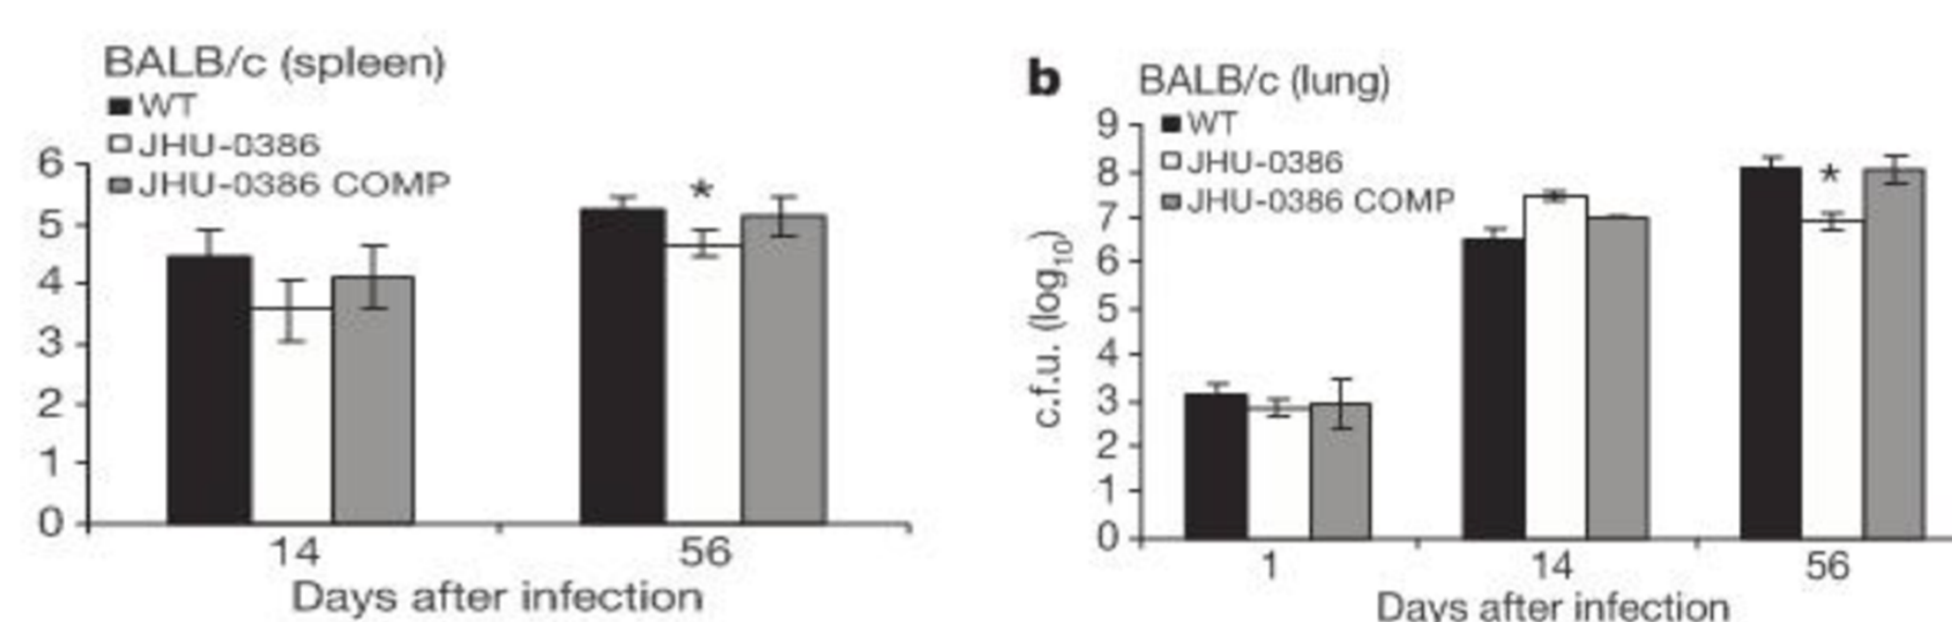 BALB/c (spleen)
WT
JHU-0386
JHU-0386 COMP
6
5
4
3
2
1
0
*
14
56
Days after infection
b
BALB/c (lung)
WT
JHU-0386
JHU-0386 COMP
c.f.u. (log10)
9
8
7
6
5
4
3
2
1
0
*
1
14
56
Days after infection